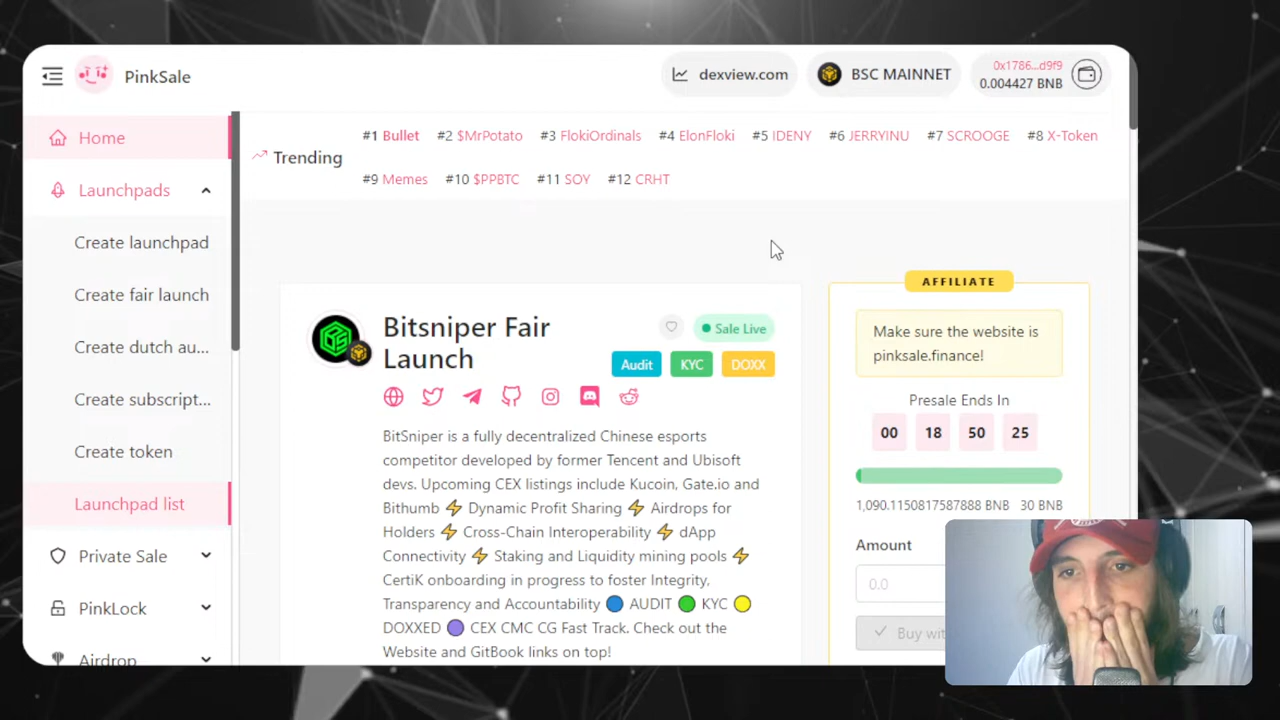 PinkSale
dexview.com
BSC MAINNET
0x1786...d9f9
0.004427 BNB
Home
Launchpads
Create launchpad
Create fair launch
Create dutch au...
Create subscript...
Create token
Launchpad list
Private Sale
PinkLock
Airdrop
Trending
#1 Bullet #2 $MrPotato #3 FlokiOrdinals #4 ElonFloki #5 IDENY #6 JERRYINU #7 SCROOGE #8 X-Token
#9 Memes #10 $PPBTC #11 SOY #12 CRHT
Bitsniper Fair
Launch
Sale Live
Audit KYC DOXX
BitSniper is a fully decentralized Chinese esports
competitor developed by former Tencent and Ubisoft
devs. Upcoming CEX listings include Kucoin, Gate.io and
Bithumb ⚡ Dynamic Profit Sharing ⚡ Airdrops for
Holders ⚡ Cross-Chain Interoperability ⚡ dApp
Connectivity ⚡ Staking and Liquidity mining pools ⚡
CertiK onboarding in progress to foster Integrity,
Transparency and Accountability 🔵 AUDIT 🟢 KYC 🟡
DOXXED 🟣 CEX CMC CG Fast Track. Check out the
Website and GitBook links on top!
AFFILIATE
Make sure the website is
pinksale.finance!
Presale Ends In
00 18 50 25
1,090.1150817587888 BNB 30 BNB
Amount
0.0
Buy wit